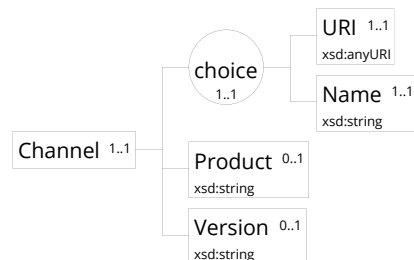 URI 1..1
xsd:anyURI
choice
1..1
Name 1..1
xsd:string
Channel 1..1
Product 0..1
xsd:string
Version 0..1
xsd:string